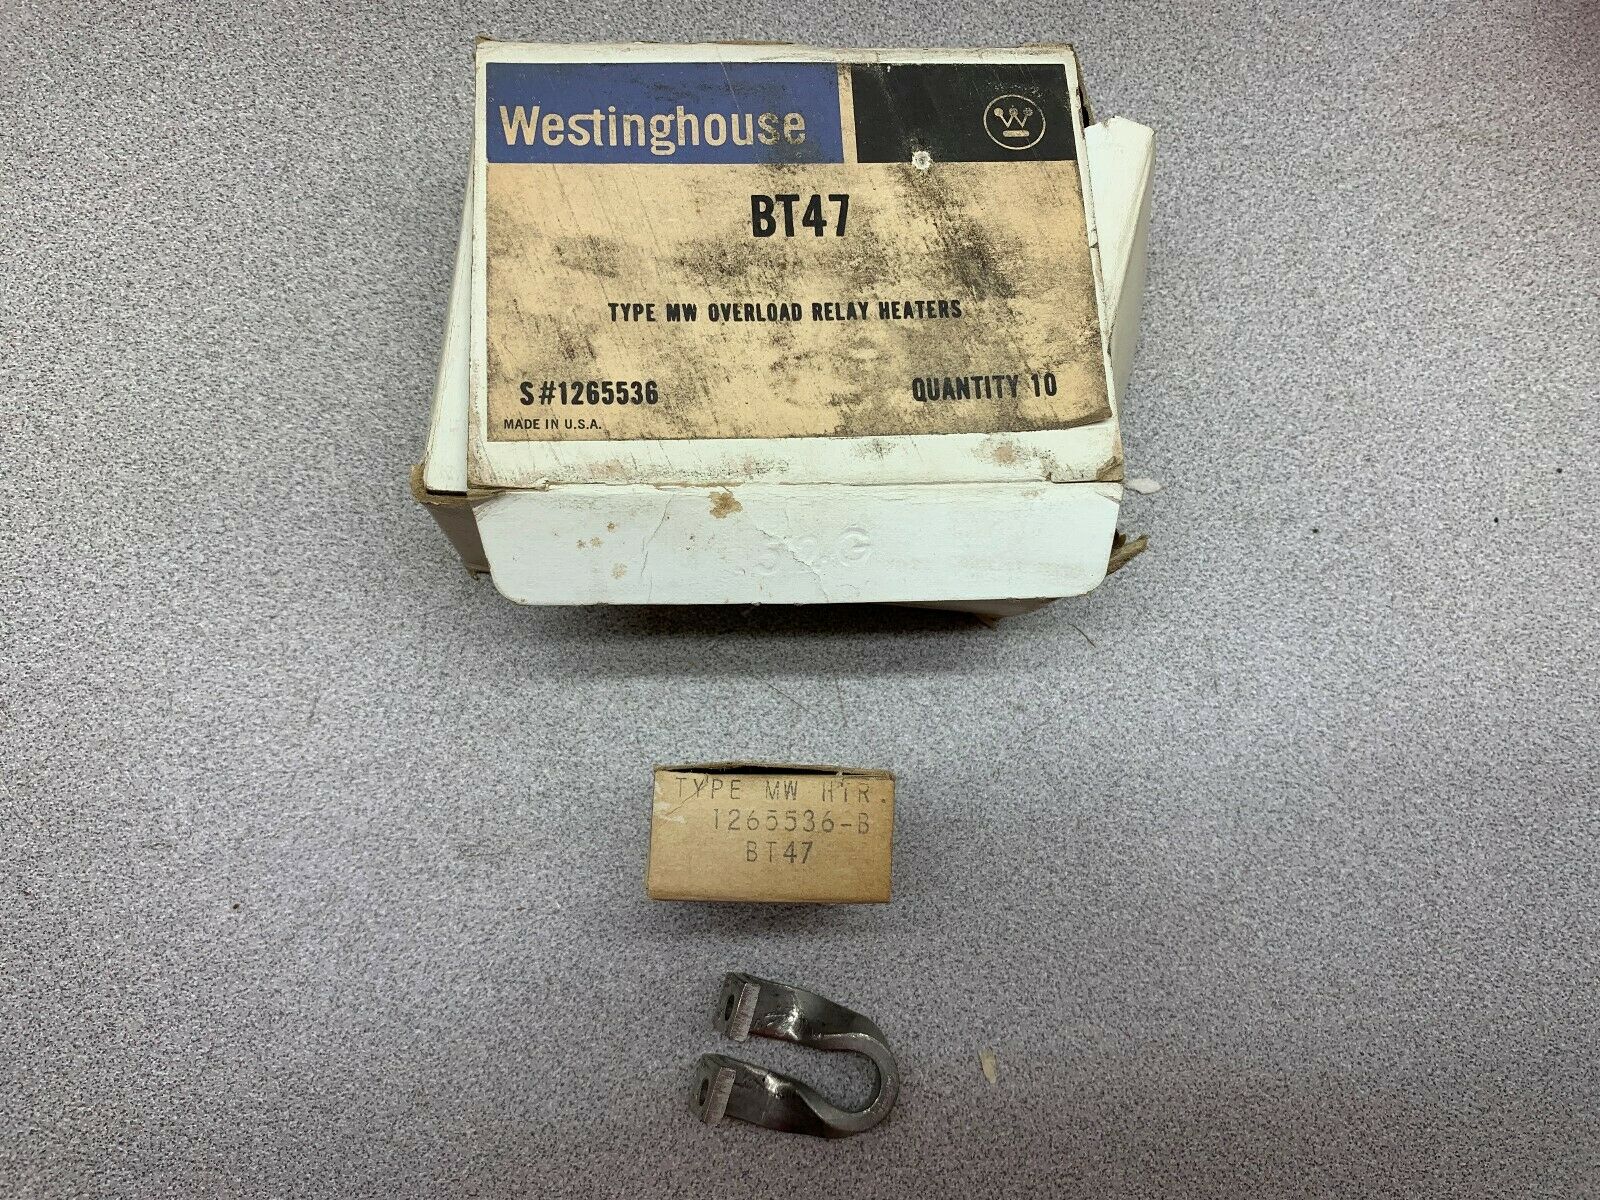 Westinghouse
W
BT47
TYPE MW OVERLOAD RELAY HEATERS
S#1265536
QUANTITY 10
MADE IN U.S.A.
TYPE MW HTR.
1265536-B
BT47